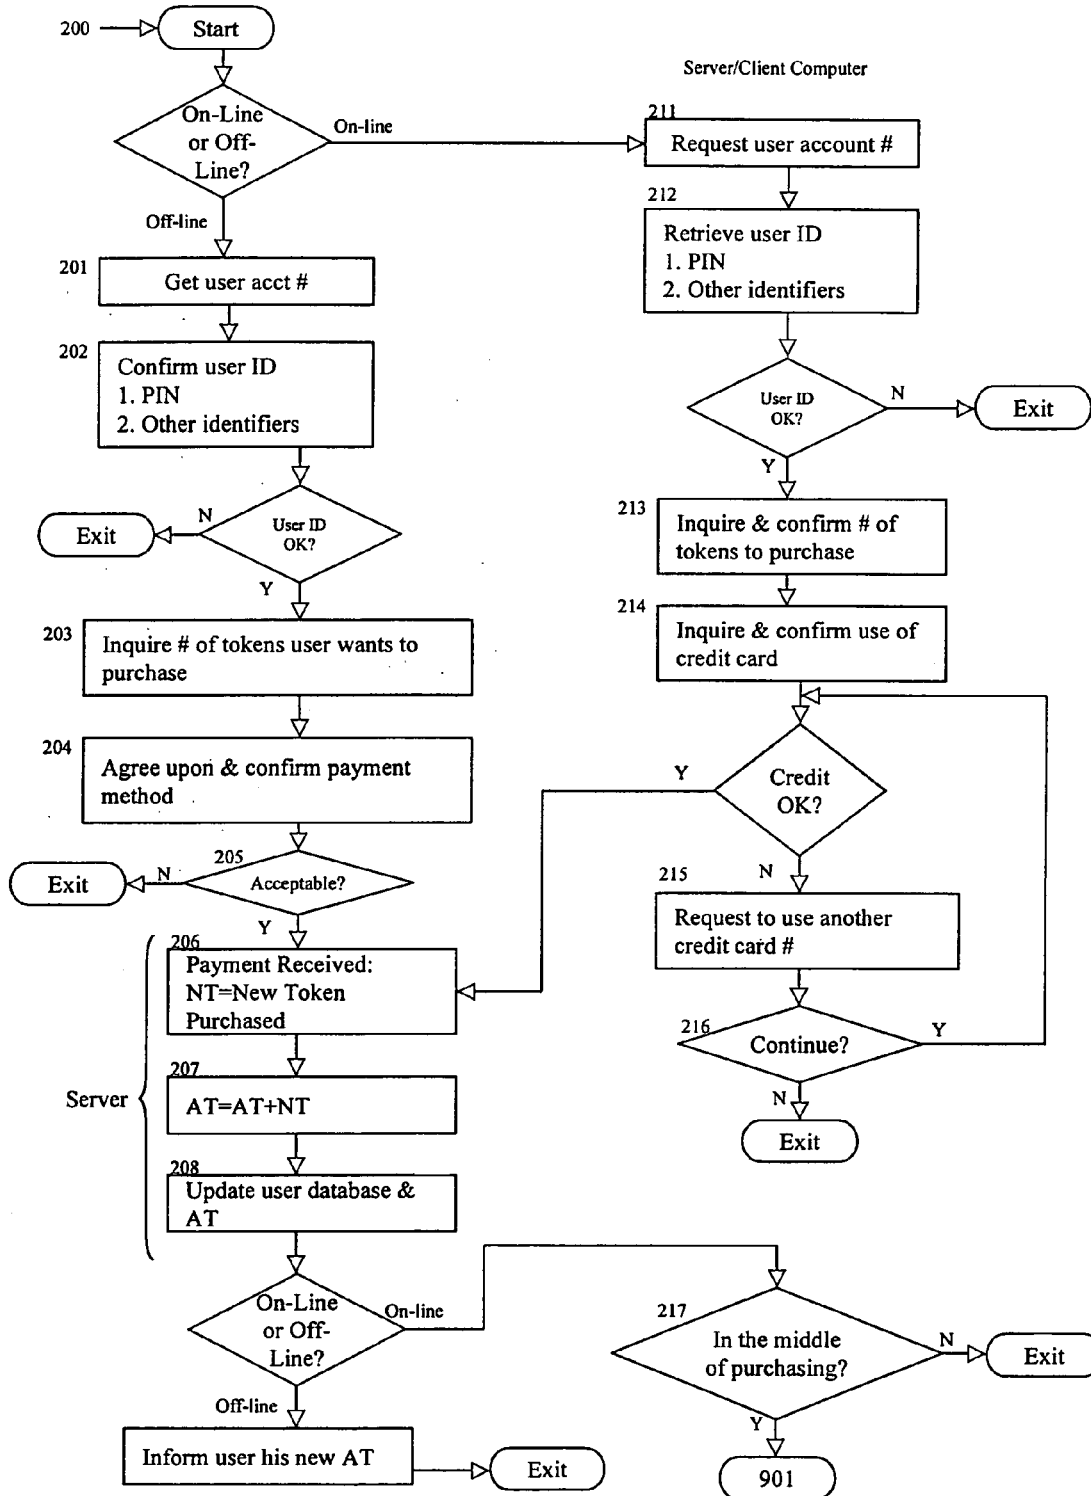 200
Start
Server/Client Computer
On-Line
or Off-
Line?
On-line
Off-line
211
Request user account #
212
Retrieve user ID
1. PIN
2. Other identifiers
User ID
OK?
N
Exit
Y
213
Inquire & confirm # of
tokens to purchase
214
Inquire & confirm use of
credit card
Credit
OK?
Y
N
215
Request to use another
credit card #
216
Continue?
Y
N
Exit
201
Get user acct #
202
Confirm user ID
1. PIN
2. Other identifiers
User ID
OK?
N
Exit
Y
203
Inquire # of tokens user wants to
purchase
204
Agree upon & confirm payment
method
205
Acceptable?
N
Exit
Y
Server
206
Payment Received:
NT=New Token
Purchased
207
AT=AT+NT
208
Update user database &
AT
On-Line
or Off-
Line?
On-line
Off-line
Inform user his new AT
Exit
217
In the middle
of purchasing?
N
Exit
Y
901